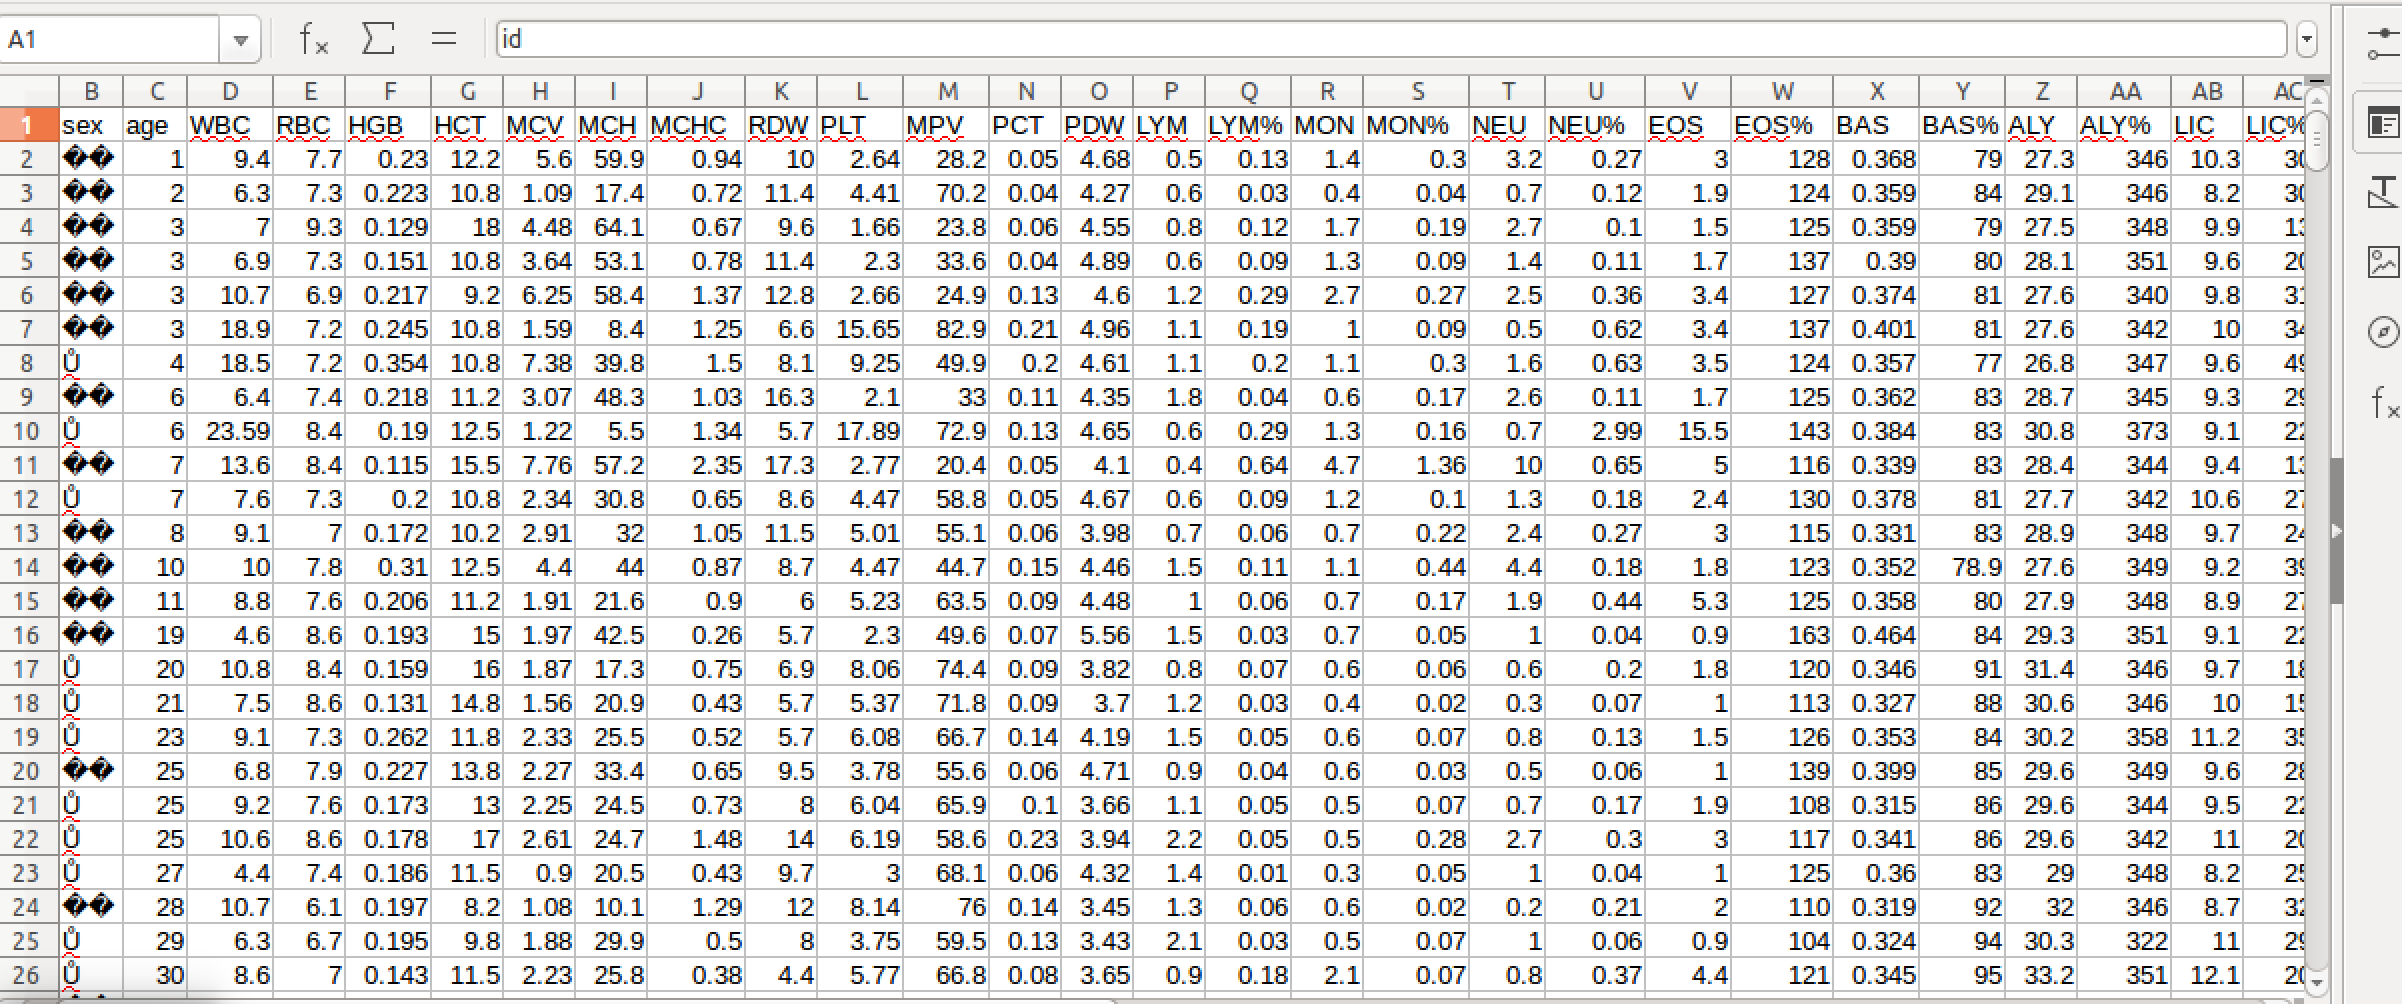 A1 fx Σ = id
B C D E F G H I J K L M N O P Q R S T U V W X Y Z AA AB AC
1 sex age WBC RBC HGB HCT MCV MCH MCHC RDW PLT MPV PCT PDW LYM LYM% MON MON% NEU NEU% EOS EOS% BAS BAS% ALY ALY% LIC LIC%
2 �� 1 9.4 7.7 0.23 12.2 5.6 59.9 0.94 10 2.64 28.2 0.05 4.68 0.5 0.13 1.4 0.3 3.2 0.27 3 128 0.368 79 27.3 346 10.3 30
3 �� 2 6.3 7.3 0.223 10.8 1.09 17.4 0.72 11.4 4.41 70.2 0.04 4.27 0.6 0.03 0.4 0.04 0.7 0.12 1.9 124 0.359 84 29.1 346 8.2 30
4 �� 3 7 9.3 0.129 18 4.48 64.1 0.67 9.6 1.66 23.8 0.06 4.55 0.8 0.12 1.7 0.19 2.7 0.1 1.5 125 0.359 79 27.5 348 9.9 13
5 �� 3 6.9 7.3 0.151 10.8 3.64 53.1 0.78 11.4 2.3 33.6 0.04 4.89 0.6 0.09 1.3 0.09 1.4 0.11 1.7 137 0.39 80 28.1 351 9.6 20
6 �� 3 10.7 6.9 0.217 9.2 6.25 58.4 1.37 12.8 2.66 24.9 0.13 4.6 1.2 0.29 2.7 0.27 2.5 0.36 3.4 127 0.374 81 27.6 340 9.8 31
7 �� 3 18.9 7.2 0.245 10.8 1.59 8.4 1.25 6.6 15.65 82.9 0.21 4.96 1.1 0.19 1 0.09 0.5 0.62 3.4 137 0.401 81 27.6 342 10 34
8 Ů 4 18.5 7.2 0.354 10.8 7.38 39.8 1.5 8.1 9.25 49.9 0.2 4.61 1.1 0.2 1.1 0.3 1.6 0.63 3.5 124 0.357 77 26.8 347 9.6 49
9 �� 6 6.4 7.4 0.218 11.2 3.07 48.3 1.03 16.3 2.1 33 0.11 4.35 1.8 0.04 0.6 0.17 2.6 0.11 1.7 125 0.362 83 28.7 345 9.3 29
10 Ů 6 23.59 8.4 0.19 12.5 1.22 5.5 1.34 5.7 17.89 72.9 0.13 4.65 0.6 0.29 1.3 0.16 0.7 2.99 15.5 143 0.384 83 30.8 373 9.1 22
11 �� 7 13.6 8.4 0.115 15.5 7.76 57.2 2.35 17.3 2.77 20.4 0.05 4.1 0.4 0.64 4.7 1.36 10 0.65 5 116 0.339 83 28.4 344 9.4 13
12 Ů 7 7.6 7.3 0.2 10.8 2.34 30.8 0.65 8.6 4.47 58.8 0.05 4.67 0.6 0.09 1.2 0.1 1.3 0.18 2.4 130 0.378 81 27.7 342 10.6 27
13 �� 8 9.1 7 0.172 10.2 2.91 32 1.05 11.5 5.01 55.1 0.06 3.98 0.7 0.06 0.7 0.22 2.4 0.27 3 115 0.331 83 28.9 348 9.7 24
14 �� 10 10 7.8 0.31 12.5 4.4 44 0.87 8.7 4.47 44.7 0.15 4.46 1.5 0.11 1.1 0.44 4.4 0.18 1.8 123 0.352 78.9 27.6 349 9.2 39
15 �� 11 8.8 7.6 0.206 11.2 1.91 21.6 0.9 6 5.23 63.5 0.09 4.48 1 0.06 0.7 0.17 1.9 0.44 5.3 125 0.358 80 27.9 348 8.9 27
16 �� 19 4.6 8.6 0.193 15 1.97 42.5 0.26 5.7 2.3 49.6 0.07 5.56 1.5 0.03 0.7 0.05 1 0.04 0.9 163 0.464 84 29.3 351 9.1 22
17 Ů 20 10.8 8.4 0.159 16 1.87 17.3 0.75 6.9 8.06 74.4 0.09 3.82 0.8 0.07 0.6 0.06 0.6 0.2 1.8 120 0.346 91 31.4 346 9.7 18
18 Ů 21 7.5 8.6 0.131 14.8 1.56 20.9 0.43 5.7 5.37 71.8 0.09 3.7 1.2 0.03 0.4 0.02 0.3 0.07 1 113 0.327 88 30.6 346 10 15
19 Ů 23 9.1 7.3 0.262 11.8 2.33 25.5 0.52 5.7 6.08 66.7 0.14 4.19 1.5 0.05 0.6 0.07 0.8 0.13 1.5 126 0.353 84 30.2 358 11.2 35
20 �� 25 6.8 7.9 0.227 13.8 2.27 33.4 0.65 9.5 3.78 55.6 0.06 4.71 0.9 0.04 0.6 0.03 0.5 0.06 1 139 0.399 85 29.6 349 9.6 28
21 Ů 25 9.2 7.6 0.173 13 2.25 24.5 0.73 8 6.04 65.9 0.1 3.66 1.1 0.05 0.5 0.07 0.7 0.17 1.9 108 0.315 86 29.6 344 9.5 22
22 Ů 25 10.6 8.6 0.178 17 2.61 24.7 1.48 14 6.19 58.6 0.23 3.94 2.2 0.05 0.5 0.28 2.7 0.3 3 117 0.341 86 29.6 342 11 20
23 Ů 27 4.4 7.4 0.186 11.5 0.9 20.5 0.43 9.7 3 68.1 0.06 4.32 1.4 0.01 0.3 0.05 1 0.04 1 125 0.36 83 29 348 8.2 25
24 �� 28 10.7 6.1 0.197 8.2 1.08 10.1 1.29 12 8.14 76 0.14 3.45 1.3 0.06 0.6 0.02 0.2 0.21 2 110 0.319 92 32 346 8.7 32
25 Ů 29 6.3 6.7 0.195 9.8 1.88 29.9 0.5 8 3.75 59.5 0.13 3.43 2.1 0.03 0.5 0.07 1 0.06 0.9 104 0.324 94 30.3 322 11 29
26 Ů 30 8.6 7 0.143 11.5 2.23 25.8 0.38 4.4 5.77 66.8 0.08 3.65 0.9 0.18 2.1 0.07 0.8 0.37 4.4 121 0.345 95 33.2 351 12.1 20